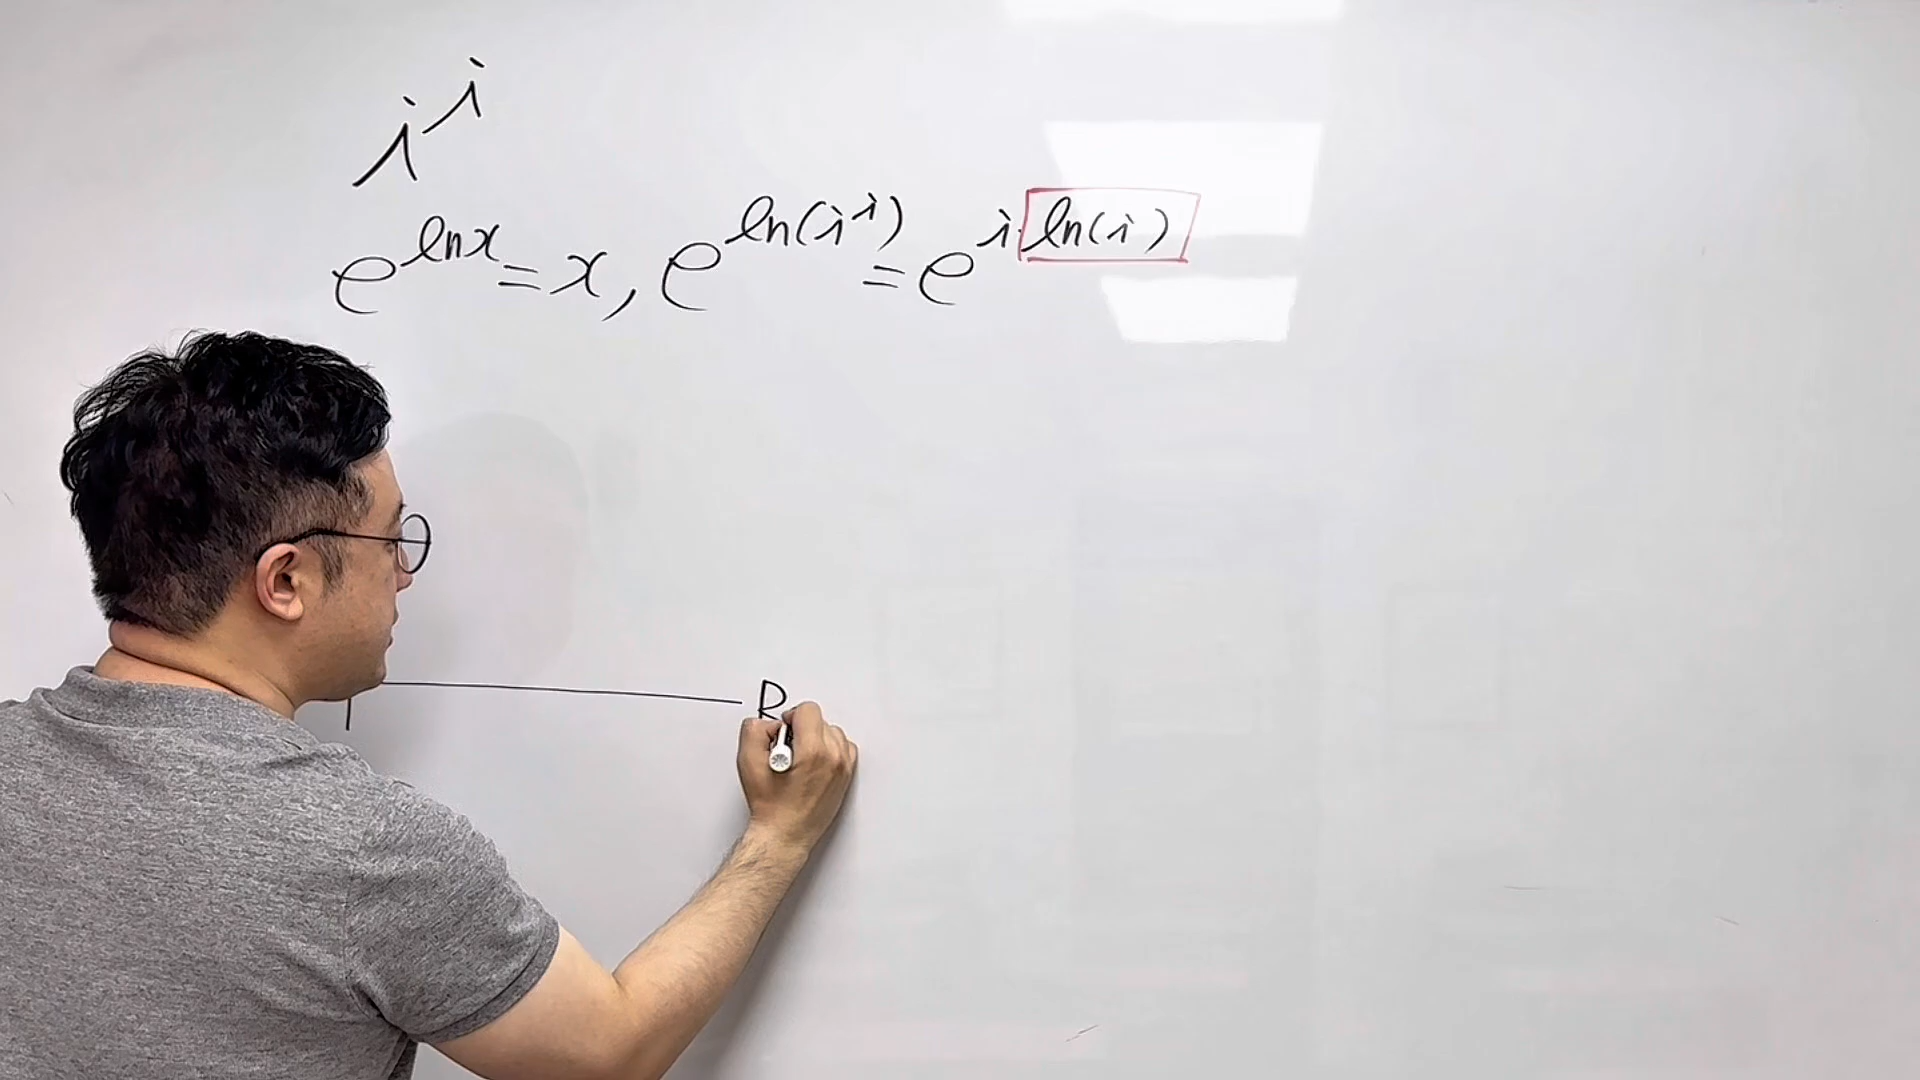 i^i
e^{ln x} = x, e^{ln(i^i)} = e^{i·ln(i)}
R